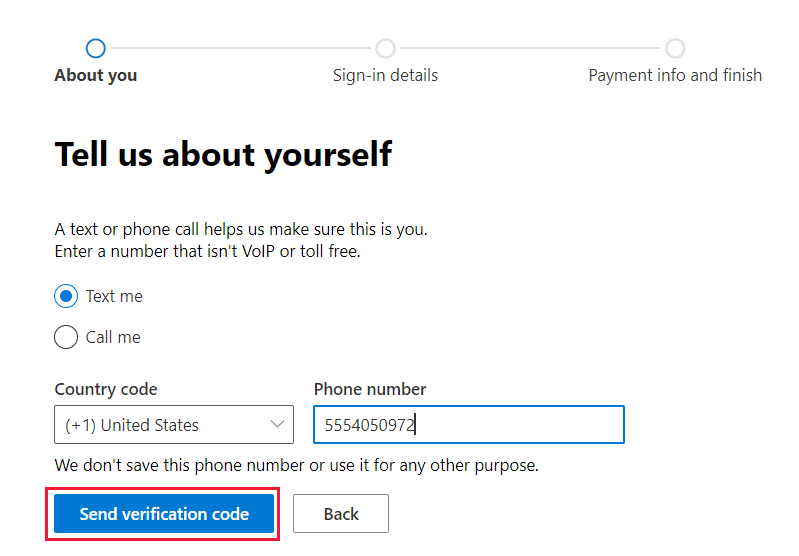 About you
Sign-in details
Payment info and finish
Tell us about yourself
A text or phone call helps us make sure this is you.
Enter a number that isn't VoIP or toll free.
Text me
Call me
Country code
Phone number
(+1) United States
5554050972
We don't save this phone number or use it for any other purpose.
Send verification code
Back